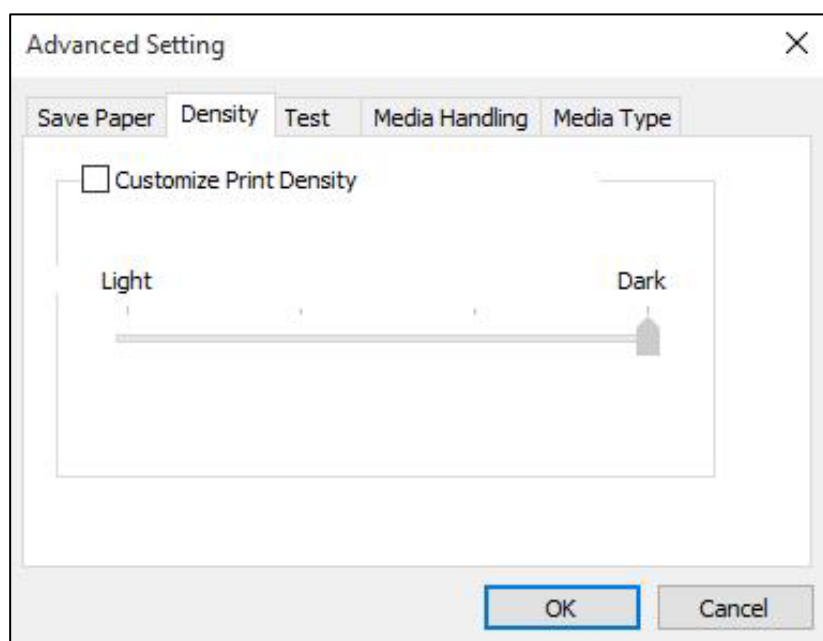 Advanced Setting
Save Paper Density Test Media Handling Media Type
Customize Print Density
Light Dark
OK Cancel